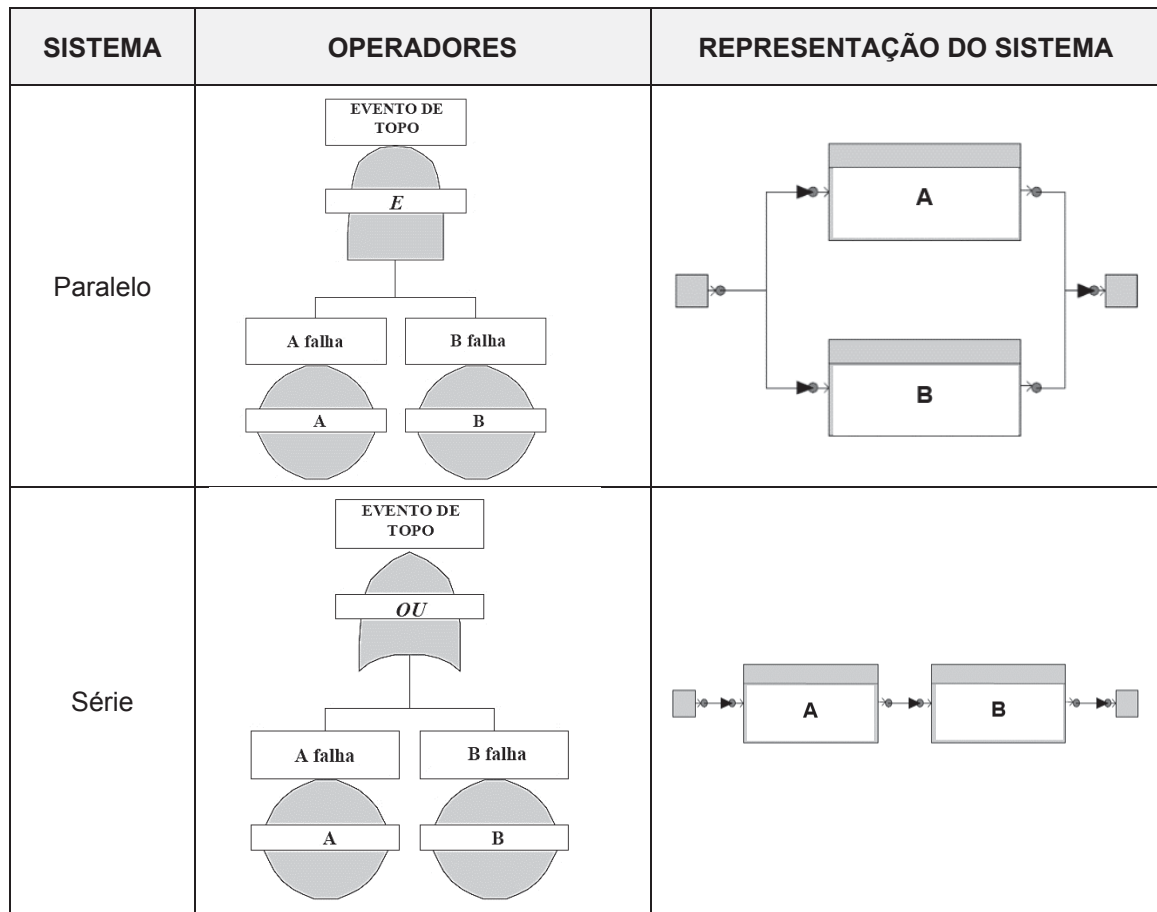 SISTEMA
OPERADORES
REPRESENTAÇÃO DO SISTEMA
Paralelo
EVENTO DE
TOPO
E
A falha
B falha
A
B
A
B
Série
EVENTO DE
TOPO
OU
A falha
B falha
A
B
A
B